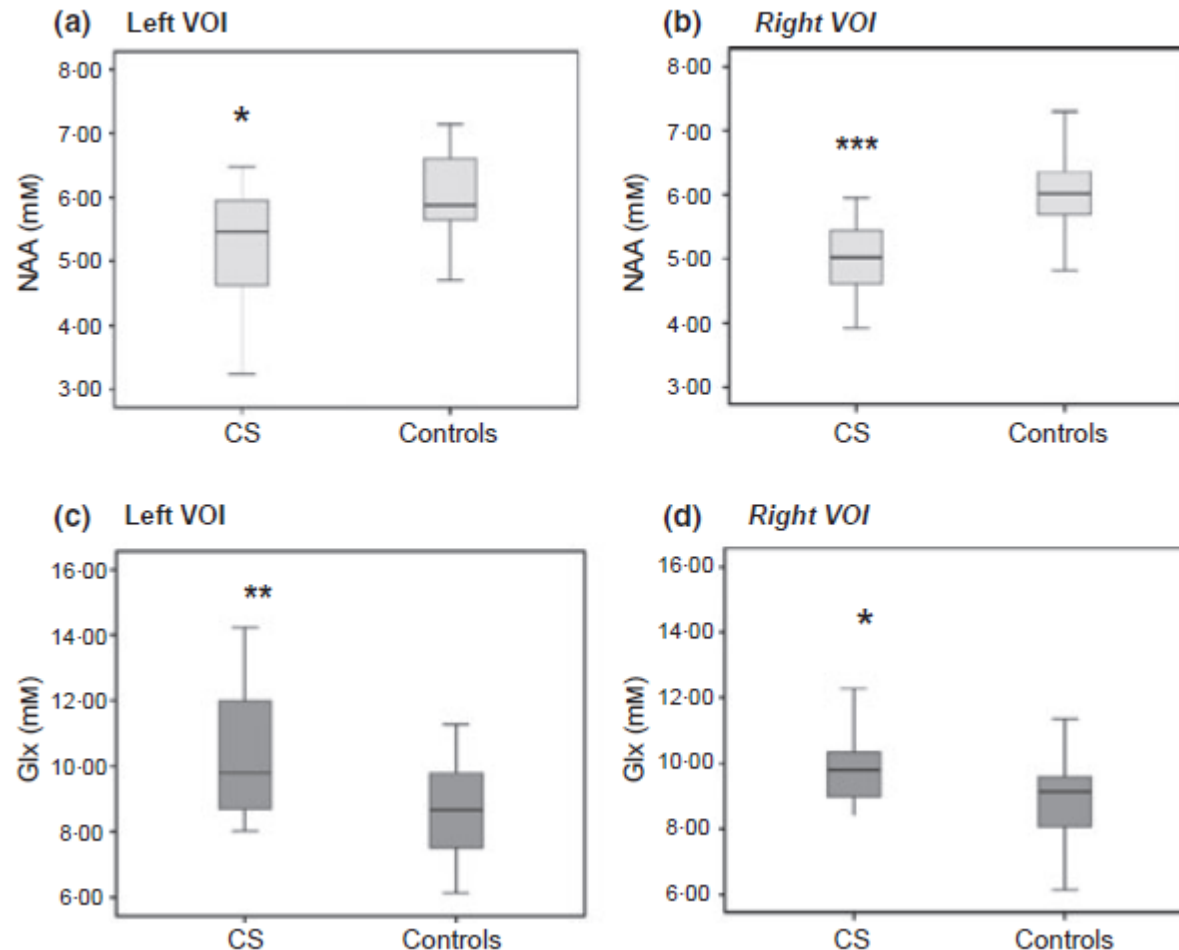 (a) Left VOI
8·00
7·00
6·00
5·00
4·00
3·00
NAA (mM)
*
CS Controls
(b) Right VOI
8·00
7·00
6·00
5·00
4·00
3·00
NAA (mM)
***
CS Controls
(c) Left VOI
16·00
14·00
12·00
10·00
8·00
6·00
Glx (mM)
**
CS Controls
(d) Right VOI
16·00
14·00
12·00
10·00
8·00
6·00
Glx (mM)
*
CS Controls